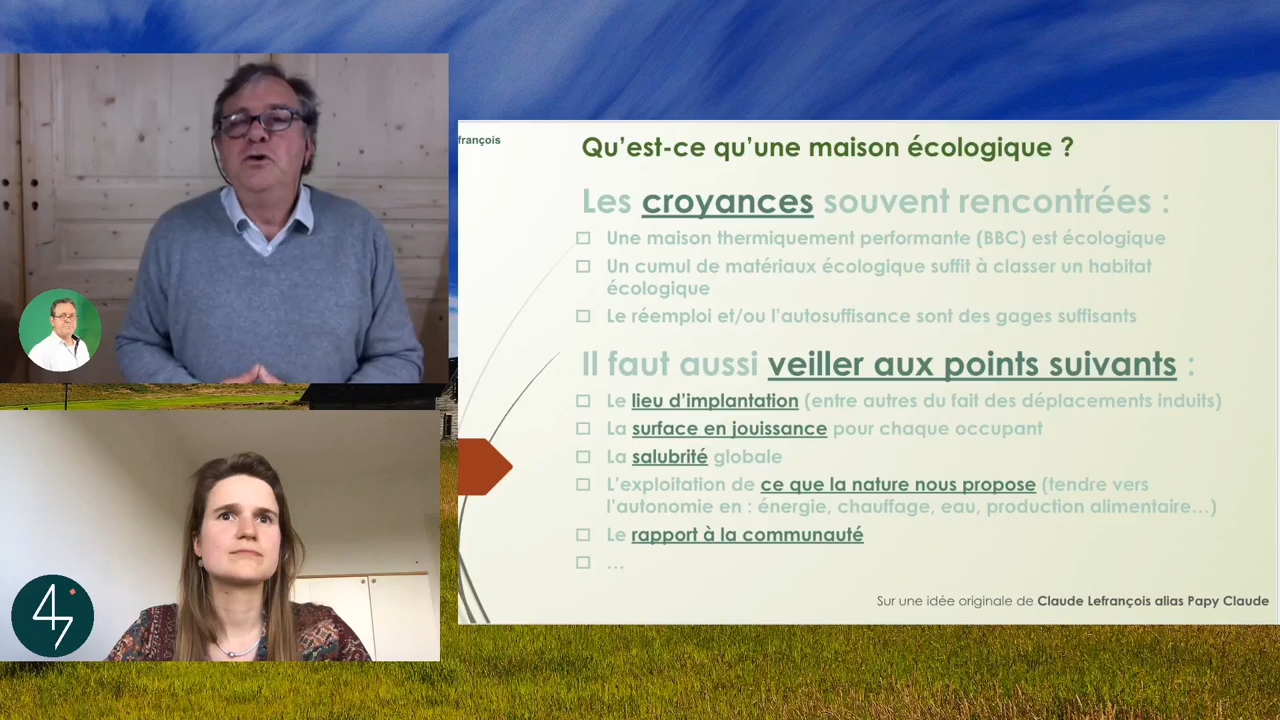 françois
Qu'est-ce qu'une maison écologique ?
Les croyances souvent rencontrées :
Une maison thermiquement performante (BBC) est écologique
Un cumul de matériaux écologique suffit à classer un habitat
écologique
Le réemploi et/ou l'autosuffisance sont des gages suffisants
Il faut aussi veiller aux points suivants :
Le lieu d'implantation (entre autres du fait des déplacements induits)
La surface en jouissance pour chaque occupant
La salubrité globale
L'exploitation de ce que la nature nous propose (tendre vers
l'autonomie en : énergie, chauffage, eau, production alimentaire…)
Le rapport à la communauté
…
Sur une idée originale de Claude Lefrançois alias Papy Claude
47